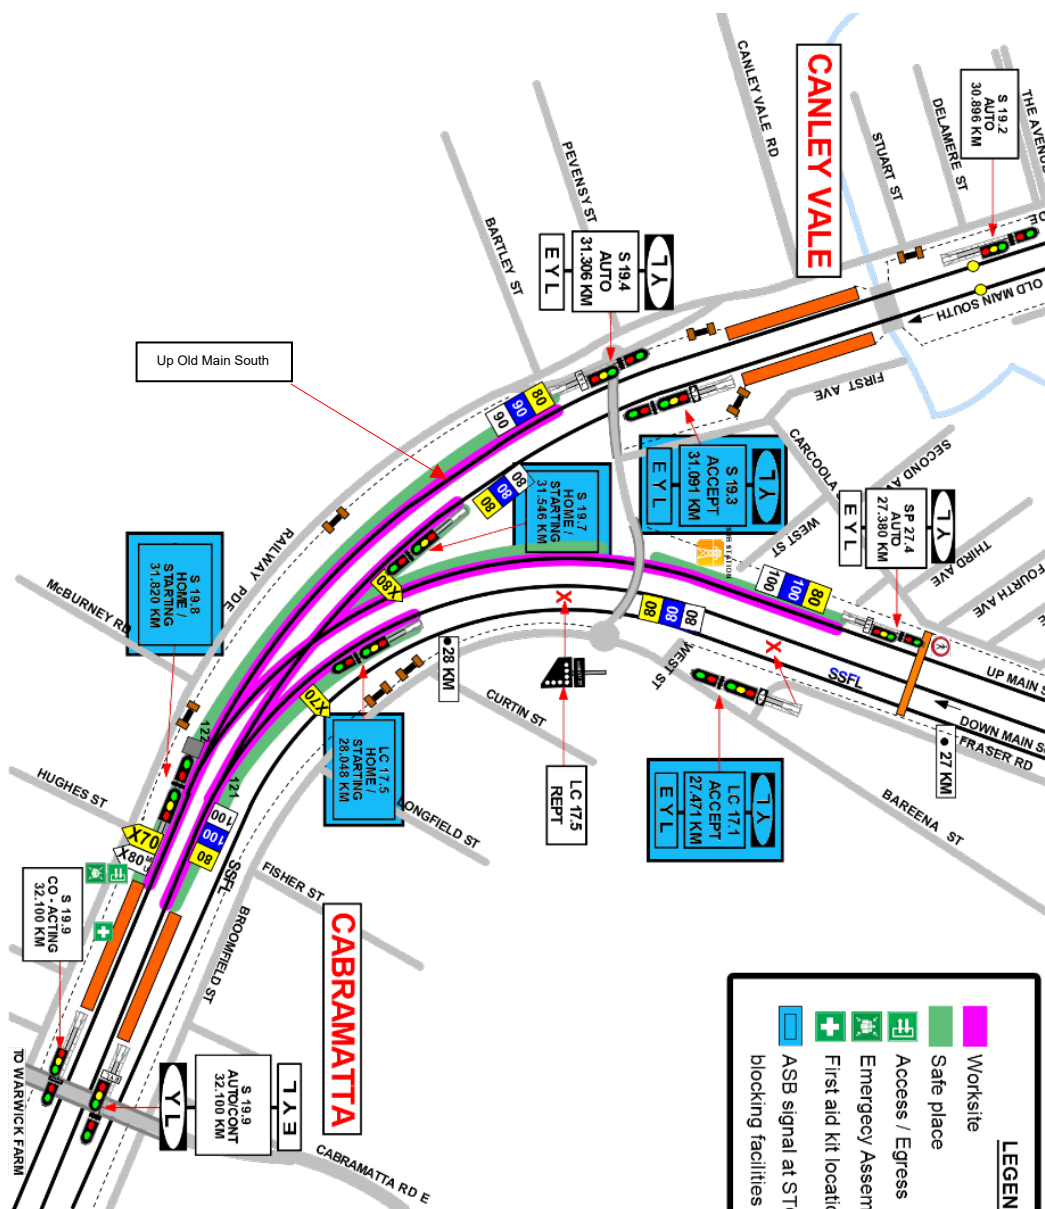 CANLEY VALE
CANLEY VALE RD
S 19.2
AUTO
30.896 KM
THE AVENUE
DELAMERE ST
STUART ST
PEVENSY ST
BARTLEY ST
OLD MAIN SOUTH
Y L
S 19.4
AUTO
31.306 KM
E Y L
Up Old Main South
80
90
90
FIRST AVE
SECOND AVE
CARCOOLA
WEST ST
THIRD AVE
FOURTH AVE
Y L
S 19.3
ACCEPT
31.091 KM
E Y L
S 19.7
HOME /
STARTING
31.546 KM
80
80
80
Y L
SP 27.4
AUTO
27.380 KM
E Y L
SUB STATION
80
100
100
X80
S 19.8
HOME /
STARTING
31.820 KM
RAILWAY PDE
McBURNEY RD
HUGHES ST
X
80
80
80
28 KM
WEST ST
X
SSFL
UP MAIN S
DOWN MAIN S
FRASER RD
27 KM
CURTIN ST
X70
LC 17.5
HOME /
STARTING
28.048 KM
LONGFIELD ST
LC 17.5
REPT
Y L
LC 17.1
ACCEPT
27.471 KM
E Y L
BAREENA ST
122
121
100
100
80
X70
X80
SSFL
FISHER ST
BROOMFIELD ST
CABRAMATTA
S 19.9
CO - ACTING
32.100 KM
E Y L
S 19.9
AUTO/CONT
32.100 KM
Y L
CABRAMATTA RD E
TO WARWICK FARM
LEGEN
Worksite
Safe place
Access / Egress
Emergecy Assem
First aid kit locatio
ASB signal at ST
blocking facilities